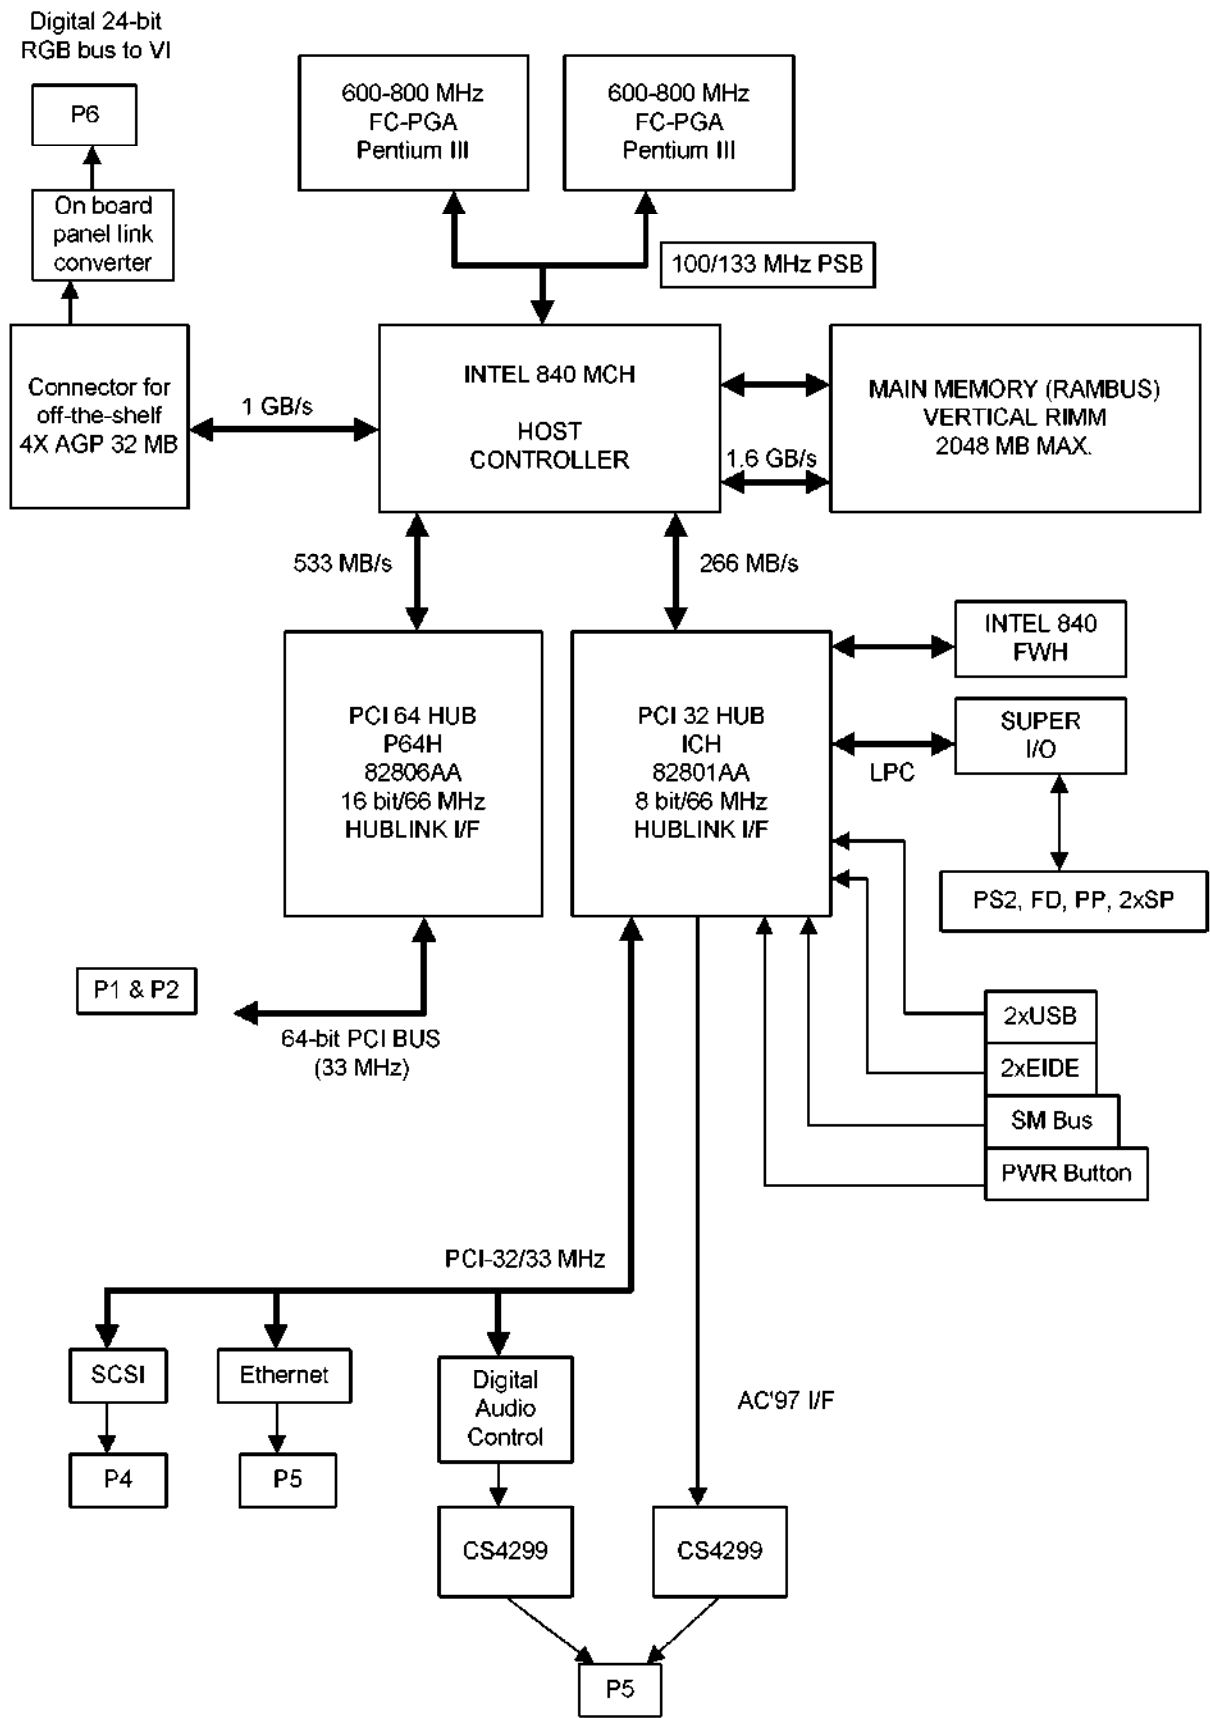 Digital 24-bit
RGB bus to VI
P6
On board
panel link
converter
600-800 MHz
FC-PGA
Pentium III
600-800 MHz
FC-PGA
Pentium III
100/133 MHz PSB
Connector for
off-the-shelf
4X AGP 32 MB
1 GB/s
INTEL 840 MCH
HOST
CONTROLLER
1.6 GB/s
MAIN MEMORY (RAMBUS)
VERTICAL RIMM
2048 MB MAX.
533 MB/s
266 MB/s
PCI 64 HUB
P64H
82806AA
16 bit/66 MHz
HUBLINK I/F
PCI 32 HUB
ICH
82801AA
8 bit/66 MHz
HUBLINK I/F
INTEL 840
FWH
SUPER
I/O
LPC
PS2, FD, PP, 2xSP
P1 & P2
64-bit PCI BUS
(33 MHz)
2xUSB
2xEIDE
SM Bus
PWR Button
PCI-32/33 MHz
SCSI
Ethernet
Digital
Audio
Control
AC'97 I/F
P4
P5
CS4299
CS4299
P5